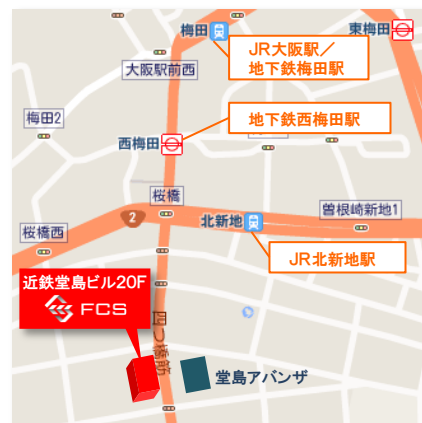 梅田
東梅田
JR大阪駅／
地下鉄梅田駅
大阪駅前西
梅田2
地下鉄西梅田駅
西梅田
桜橋
2
北新地
曽根崎新地1
桜橋西
JR北新地駅
近鉄堂島ビル20F
FCS
四つ橋筋
堂島アバンザ